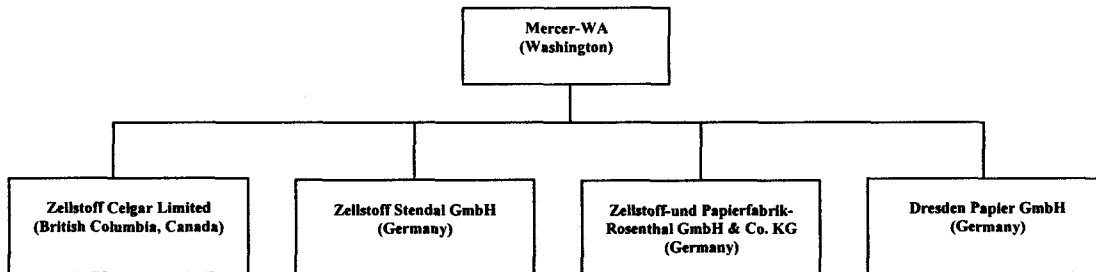 Mercer-WA
(Washington)
Zellstoff Celgar Limited
(British Columbia, Canada)
Zellstoff Stendal GmbH
(Germany)
Zellstoff-und Papierfabrik-
Rosenthal GmbH & Co. KG
(Germany)
Dresden Papier GmbH
(Germany)